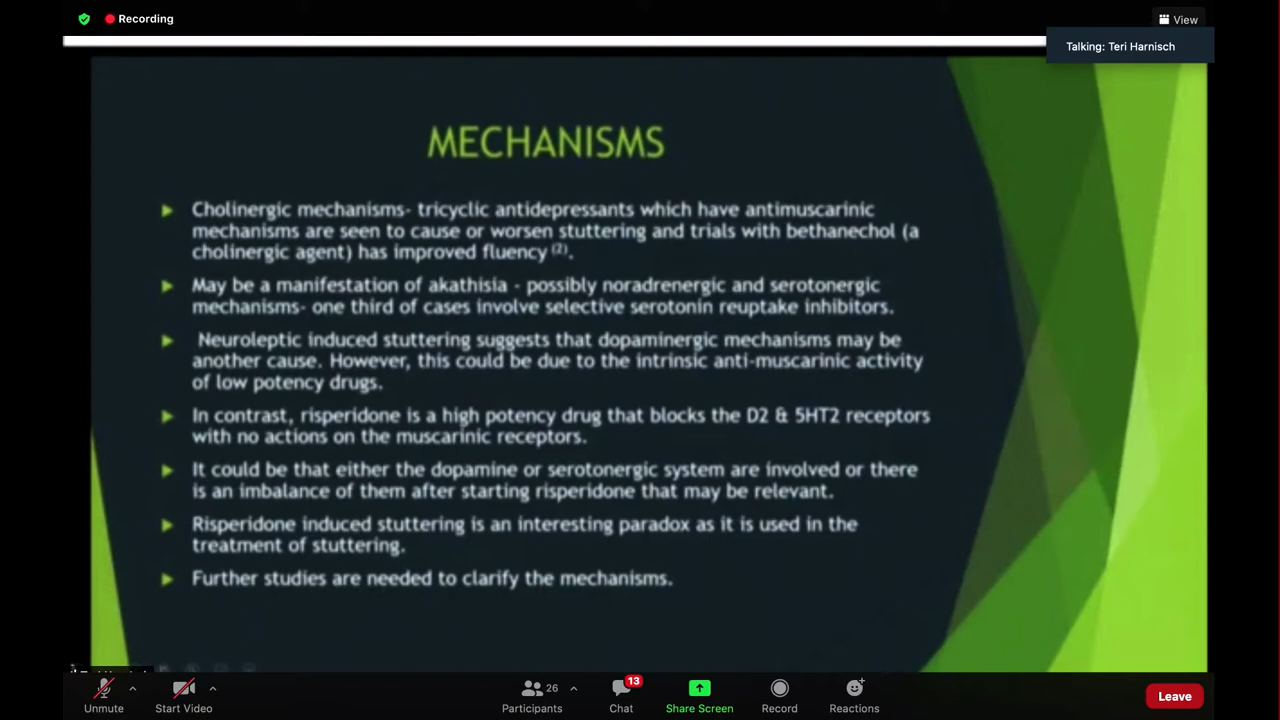 Recording
View
Talking: Teri Harnisch
MECHANISMS
Cholinergic mechanisms- tricyclic antidepressants which have antimuscarinic
mechanisms are seen to cause or worsen stuttering and trials with bethanechol (a
cholinergic agent) has improved fluency (2).
May be a manifestation of akathisia - possibly noradrenergic and serotonergic
mechanisms- one third of cases involve selective serotonin reuptake inhibitors.
Neuroleptic induced stuttering suggests that dopaminergic mechanisms may be
another cause. However, this could be due to the intrinsic anti-muscarinic activity
of low potency drugs.
In contrast, risperidone is a high potency drug that blocks the D2 & 5HT2 receptors
with no actions on the muscarinic receptors.
It could be that either the dopamine or serotonergic system are involved or there
is an imbalance of them after starting risperidone that may be relevant.
Risperidone induced stuttering is an interesting paradox as it is used in the
treatment of stuttering.
Further studies are needed to clarify the mechanisms.
26
13
Unmute
Start Video
Participants
Chat
Share Screen
Record
Reactions
Leave